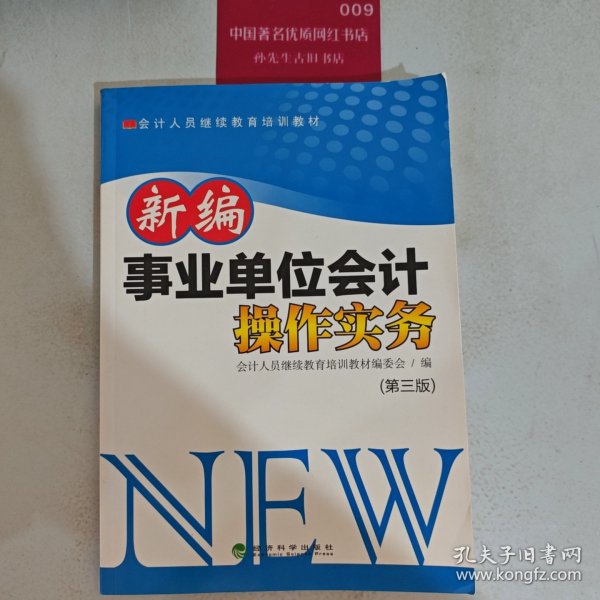 009
中国著名优质网红书店
孙先生古旧书店
会计人员继续教育培训教材
新编
事业单位会计
操作实务
会计人员继续教育培训教材编委会 / 编
(第三版)
NEW
经济科学出版社
Economic Science Press
孔夫子旧书网
www.kongfz.com